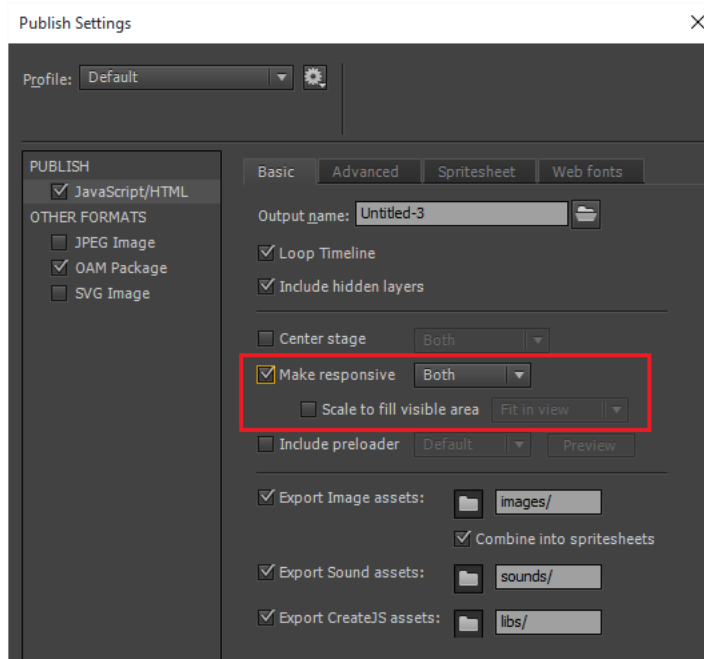 Publish Settings
Profile: Default
PUBLISH
JavaScript/HTML
OTHER FORMATS
JPEG Image
OAM Package
SVG Image
Basic Advanced Spritesheet Web fonts
Output name: Untitled-3
Loop Timeline
Include hidden layers
Center stage Both
Make responsive Both
Scale to fill visible area Fit in view
Include preloader Default Preview
Export Image assets: images/
Combine into spritesheets
Export Sound assets: sounds/
Export CreateJS assets: libs/